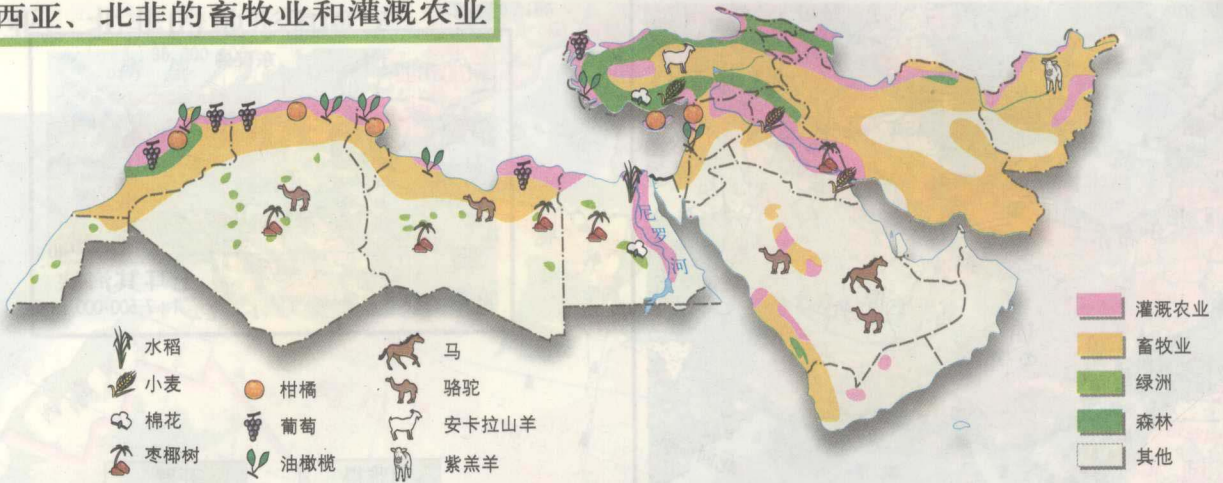 西亚、北非的畜牧业和灌溉农业
尼
罗
河
水稻
小麦
棉花
枣椰树
柑橘
葡萄
油橄榄
马
骆驼
安卡拉山羊
紫羔羊
灌溉农业
畜牧业
绿洲
森林
其他